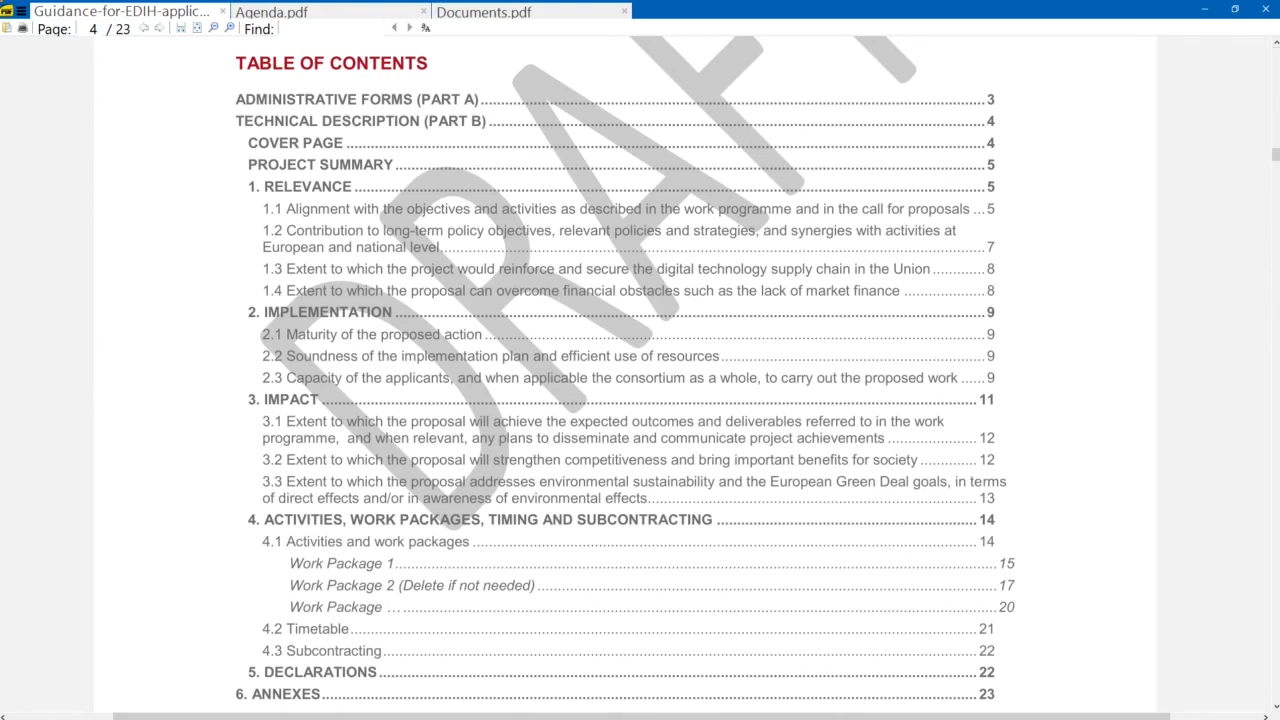 Guidance-for-EDIH-applic... × Agenda.pdf × Documents.pdf ×
Page: 4 / 23 Find:
TABLE OF CONTENTS
ADMINISTRATIVE FORMS (PART A) 3
TECHNICAL DESCRIPTION (PART B) 4
COVER PAGE 4
PROJECT SUMMARY 5
1. RELEVANCE 5
1.1 Alignment with the objectives and activities as described in the work programme and in the call for proposals ... 5
1.2 Contribution to long-term policy objectives, relevant policies and strategies, and synergies with activities at
European and national level 7
1.3 Extent to which the project would reinforce and secure the digital technology supply chain in the Union 8
1.4 Extent to which the proposal can overcome financial obstacles such as the lack of market finance 8
2. IMPLEMENTATION 9
2.1 Maturity of the proposed action 9
2.2 Soundness of the implementation plan and efficient use of resources 9
2.3 Capacity of the applicants, and when applicable the consortium as a whole, to carry out the proposed work 9
3. IMPACT 11
3.1 Extent to which the proposal will achieve the expected outcomes and deliverables referred to in the work
programme, and when relevant, any plans to disseminate and communicate project achievements 12
3.2 Extent to which the proposal will strengthen competitiveness and bring important benefits for society 12
3.3 Extent to which the proposal addresses environmental sustainability and the European Green Deal goals, in terms
of direct effects and/or in awareness of environmental effects 13
4. ACTIVITIES, WORK PACKAGES, TIMING AND SUBCONTRACTING 14
4.1 Activities and work packages 14
Work Package 1 15
Work Package 2 (Delete if not needed) 17
Work Package … 20
4.2 Timetable 21
4.3 Subcontracting 22
5. DECLARATIONS 22
6. ANNEXES 23
DRAFT